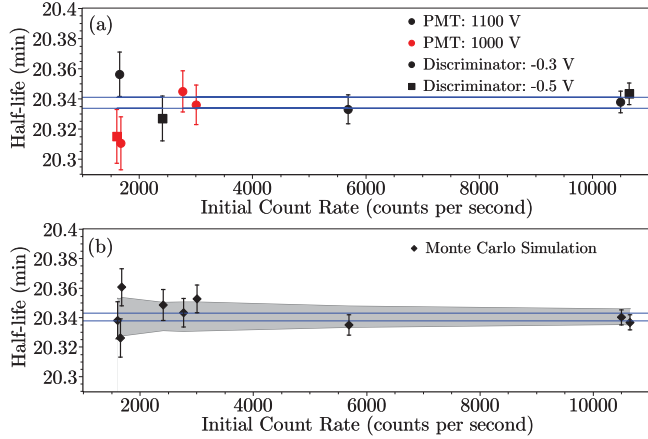 (a)
PMT: 1100 V
PMT: 1000 V
Discriminator: -0.3 V
Discriminator: -0.5 V
Half-life (min)
20.4
20.38
20.36
20.34
20.32
20.3
2000 4000 6000 8000 10000
Initial Count Rate (counts per second)
(b)
Monte Carlo Simulation
Half-life (min)
20.4
20.38
20.36
20.34
20.32
20.3
2000 4000 6000 8000 10000
Initial Count Rate (counts per second)